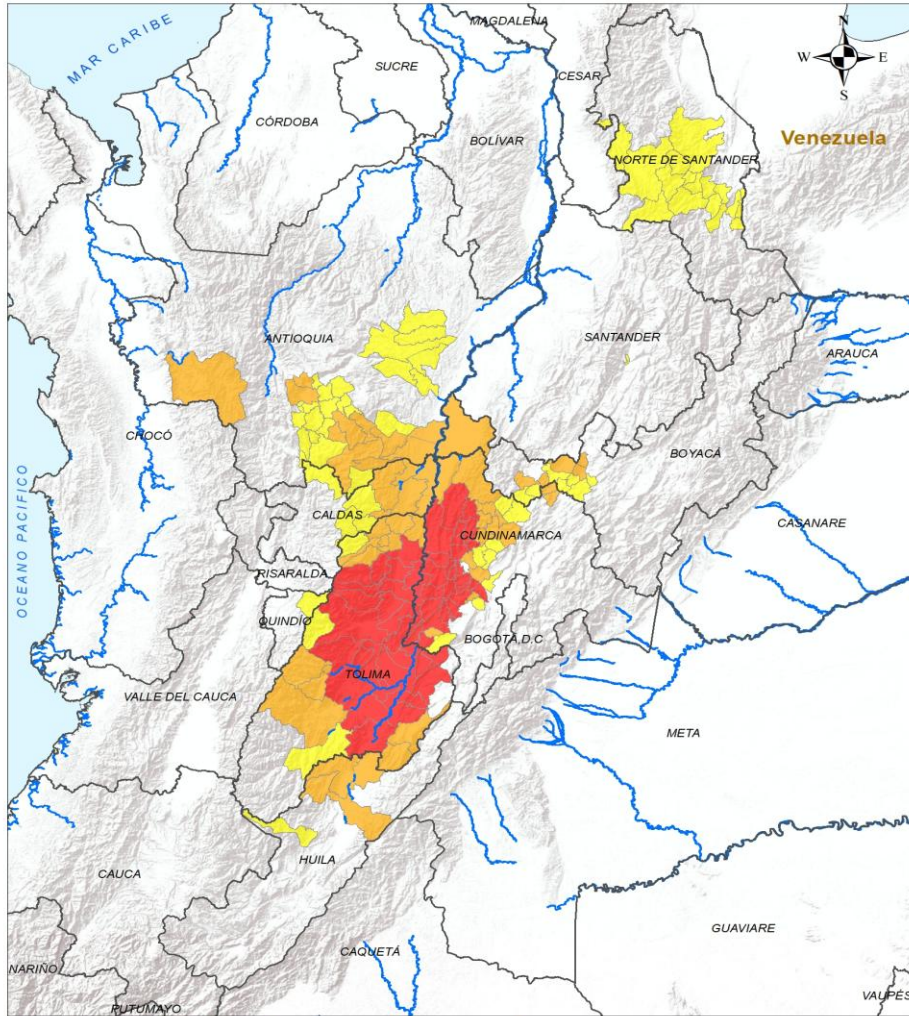 MAGDALENA
N
MAR CARIBE
SUCRE
W
E
CESAR
S
CÓRDOBA
BOLÍVAR
Venezuela
NORTE DE SANTANDER
ANTIOQUIA
SANTANDER
ARAUCA
CHOCÓ
BOYACÁ
CALDAS
CASANARE
CUNDINAMARCA
OCEANO PACIFICO
RISARALDA
QUINDÍO
BOGOTÁ D.C
TOLIMA
VALLE DEL CAUCA
META
HUILA
CAUCA
GUAVIARE
CAQUETÁ
NARIÑO
VAUPÉS
PUTUMAYO